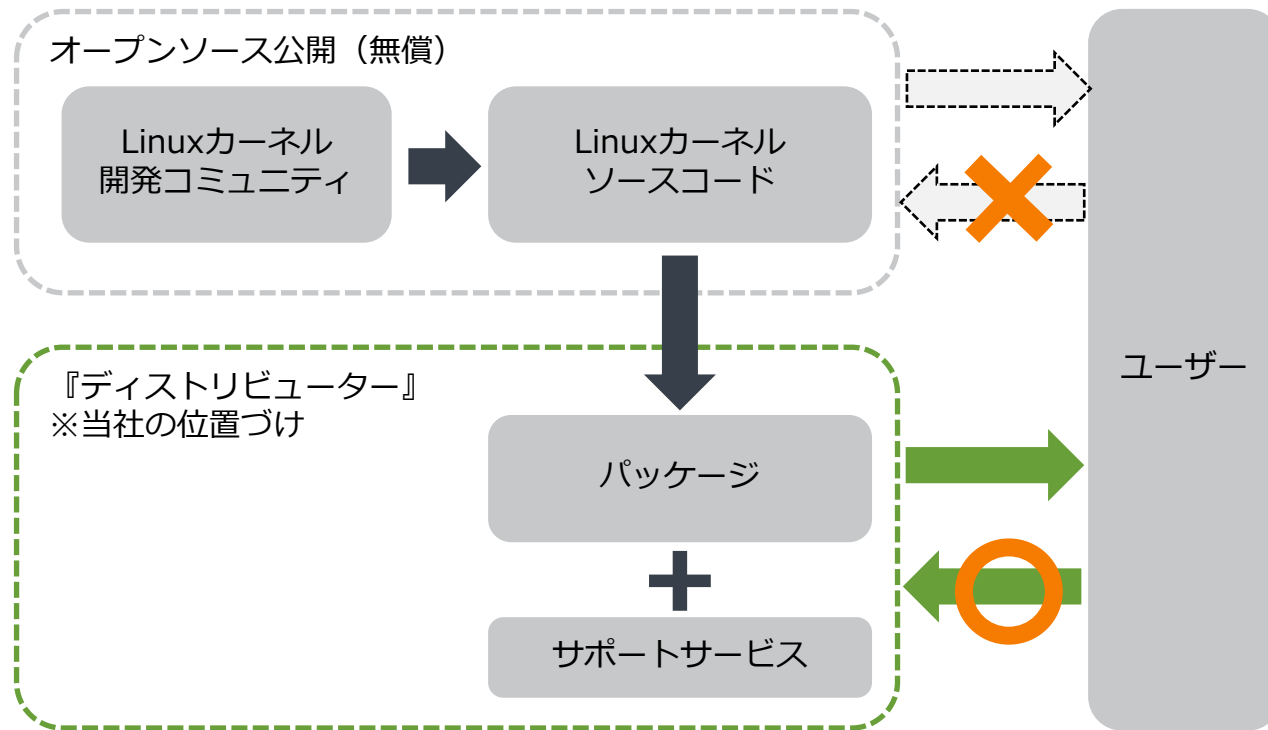 オープンソース公開（無償）
Linuxカーネル
開発コミュニティ
Linuxカーネル
ソースコード
『ディストリビューター』
※当社の位置づけ
パッケージ
サポートサービス
ユーザー